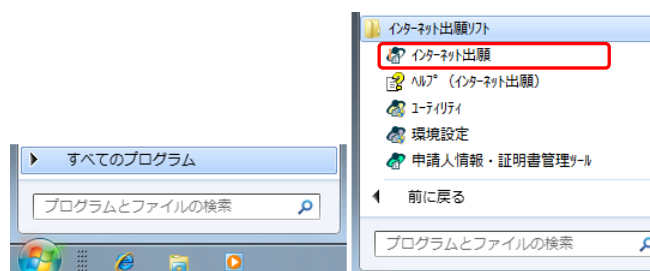 すべてのプログラム
プログラムとファイルの検索
インターネット出願ソフト
インターネット出願
ヘルプ (インターネット出願)
ユーティリティ
環境設定
申請人情報・証明書管理ツール
前に戻る
プログラムとファイルの検索